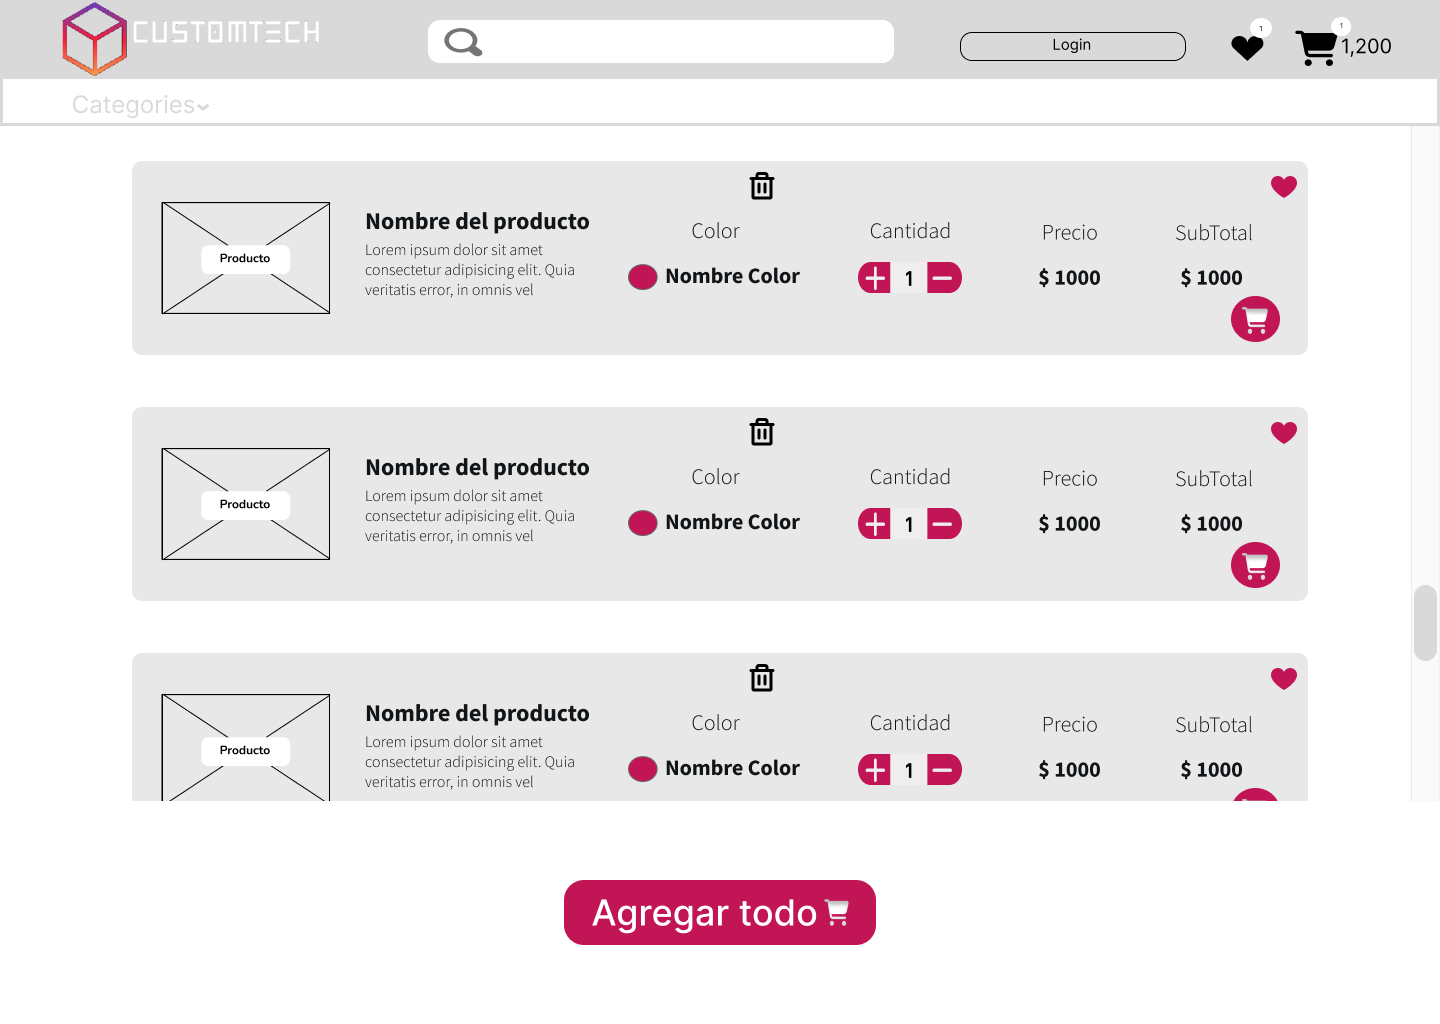 CUSTOMTECH
Login
1
1
1,200
Categories
Nombre del producto
Lorem ipsum dolor sit amet
consectetur adipisicing elit. Quia
veritatis error, in omnis vel
Producto
Color
Nombre Color
Cantidad
1
Precio
$ 1000
SubTotal
$ 1000
Nombre del producto
Lorem ipsum dolor sit amet
consectetur adipisicing elit. Quia
veritatis error, in omnis vel
Producto
Color
Nombre Color
Cantidad
1
Precio
$ 1000
SubTotal
$ 1000
Nombre del producto
Lorem ipsum dolor sit amet
consectetur adipisicing elit. Quia
veritatis error, in omnis vel
Producto
Color
Nombre Color
Cantidad
1
Precio
$ 1000
SubTotal
$ 1000
Agregar todo